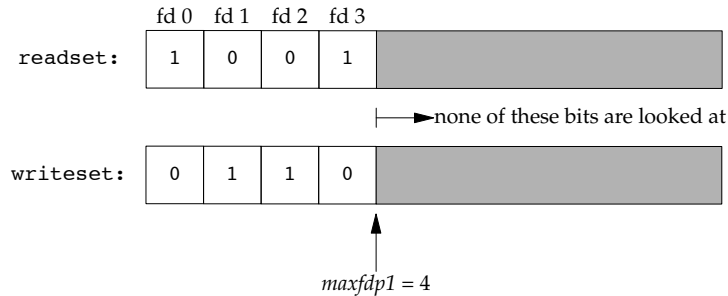 fd 0 fd 1 fd 2 fd 3
readset: 1 0 0 1
none of these bits are looked at
writeset: 0 1 1 0
maxfdp1 = 4